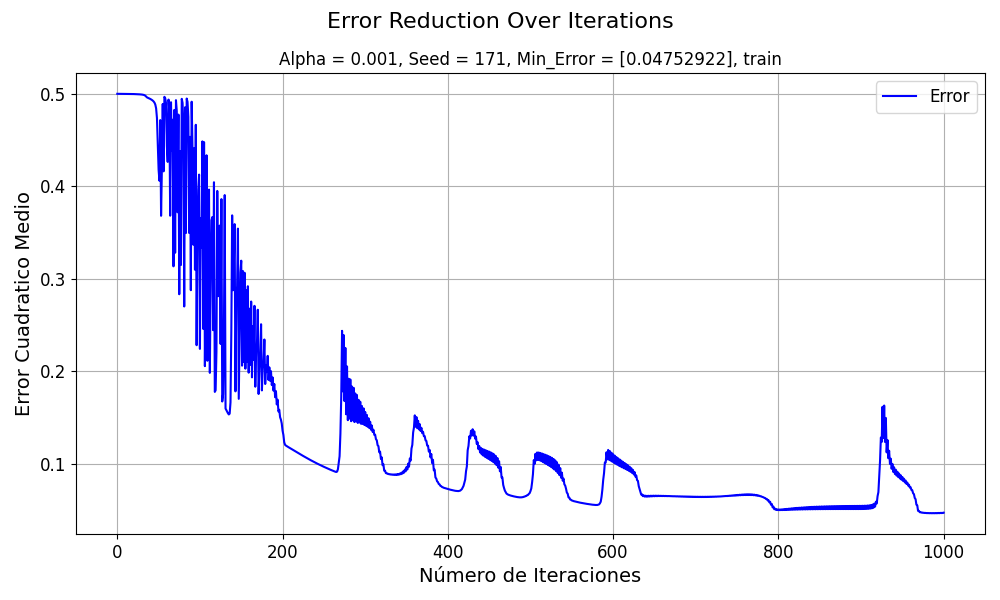 Error Reduction Over Iterations
Alpha = 0.001, Seed = 171, Min_Error = [0.04752922], train
Error
0.5
0.4
0.3
0.2
0.1
Error Cuadratico Medio
0 200 400 600 800 1000
Número de Iteraciones